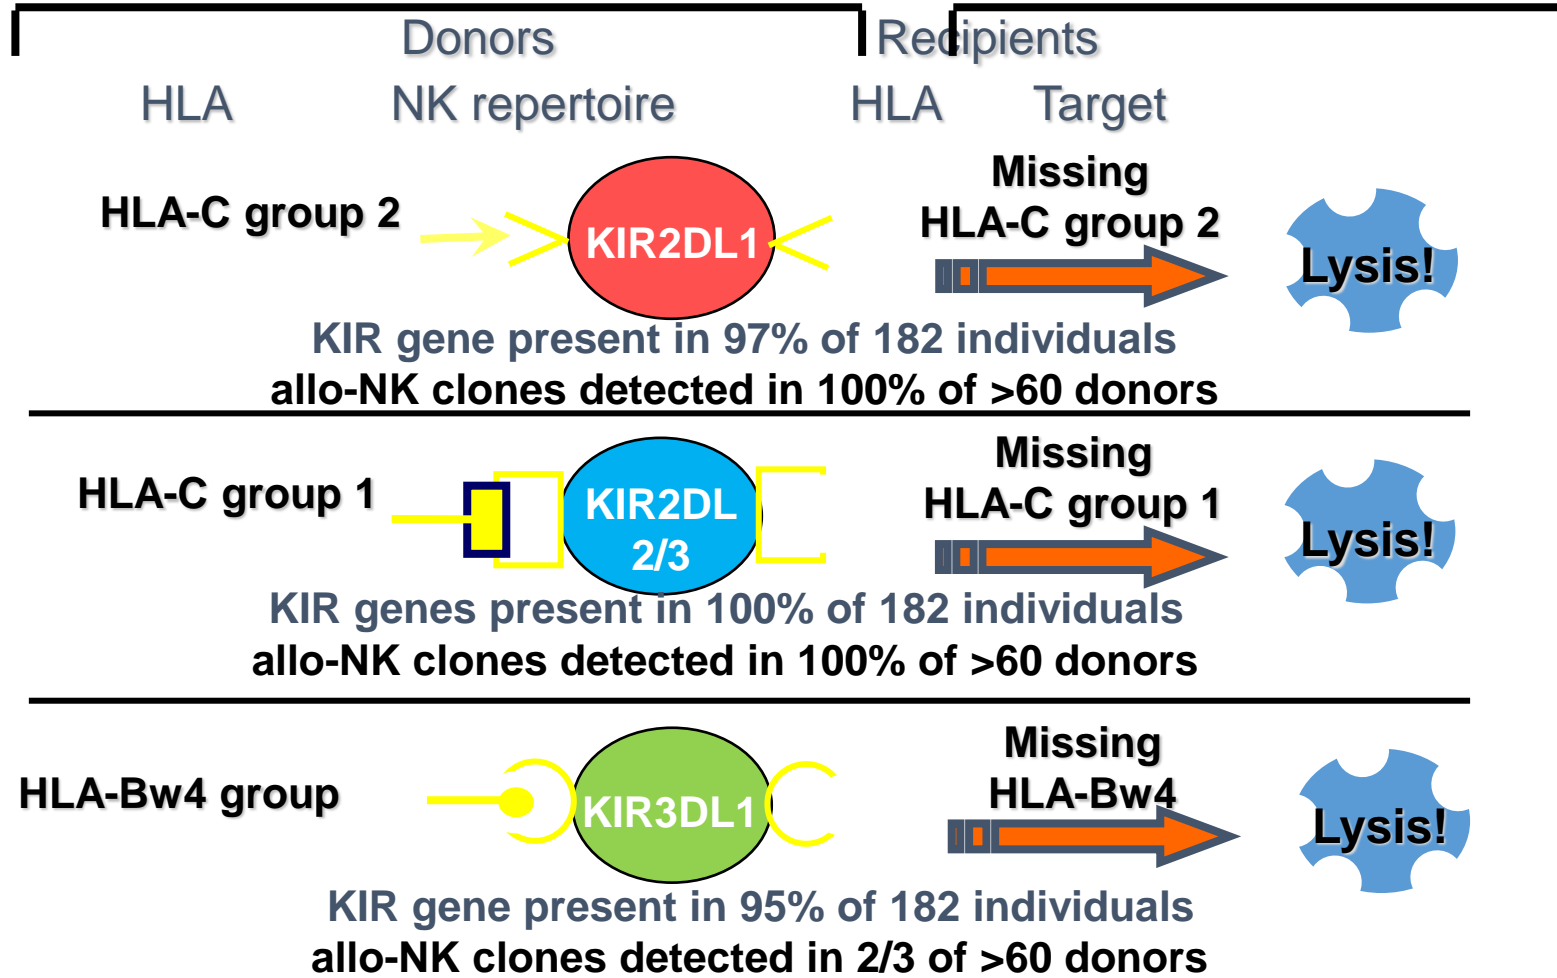 Donors
Recipients
HLA
NK repertoire
HLA
Target
HLA-C group 2
KIR2DL1
Missing
HLA-C group 2
Lysis!
KIR gene present in 97% of 182 individuals
allo-NK clones detected in 100% of >60 donors
HLA-C group 1
KIR2DL
2/3
Missing
HLA-C group 1
Lysis!
KIR genes present in 100% of 182 individuals
allo-NK clones detected in 100% of >60 donors
HLA-Bw4 group
KIR3DL1
Missing
HLA-Bw4
Lysis!
KIR gene present in 95% of 182 individuals
allo-NK clones detected in 2/3 of >60 donors